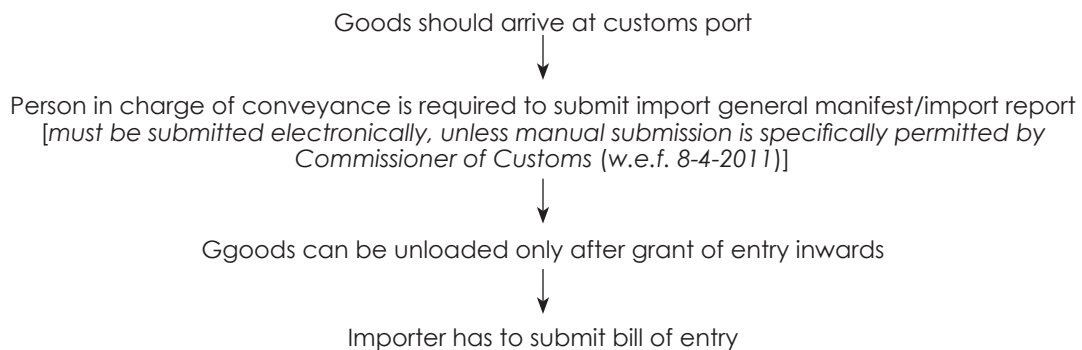 Goods should arrive at customs port
Person in charge of conveyance is required to submit import general manifest/import report
[must be submitted electronically, unless manual submission is specifically permitted by
Commissioner of Customs (w.e.f. 8-4-2011)]
Ggoods can be unloaded only after grant of entry inwards
Importer has to submit bill of entry